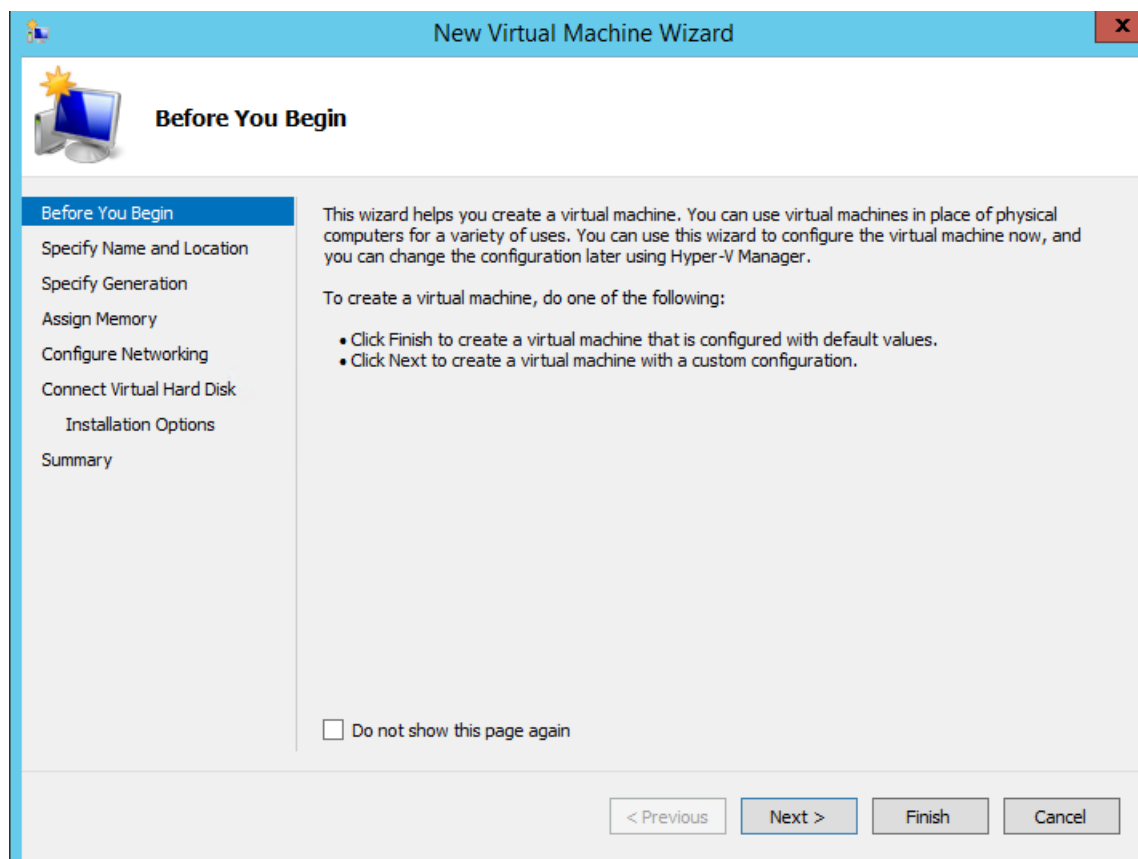 New Virtual Machine Wizard
X
Before You Begin
Before You Begin
Specify Name and Location
Specify Generation
Assign Memory
Configure Networking
Connect Virtual Hard Disk
Installation Options
Summary
This wizard helps you create a virtual machine. You can use virtual machines in place of physical
computers for a variety of uses. You can use this wizard to configure the virtual machine now, and
you can change the configuration later using Hyper-V Manager.
To create a virtual machine, do one of the following:
• Click Finish to create a virtual machine that is configured with default values.
• Click Next to create a virtual machine with a custom configuration.
Do not show this page again
< Previous
Next >
Finish
Cancel